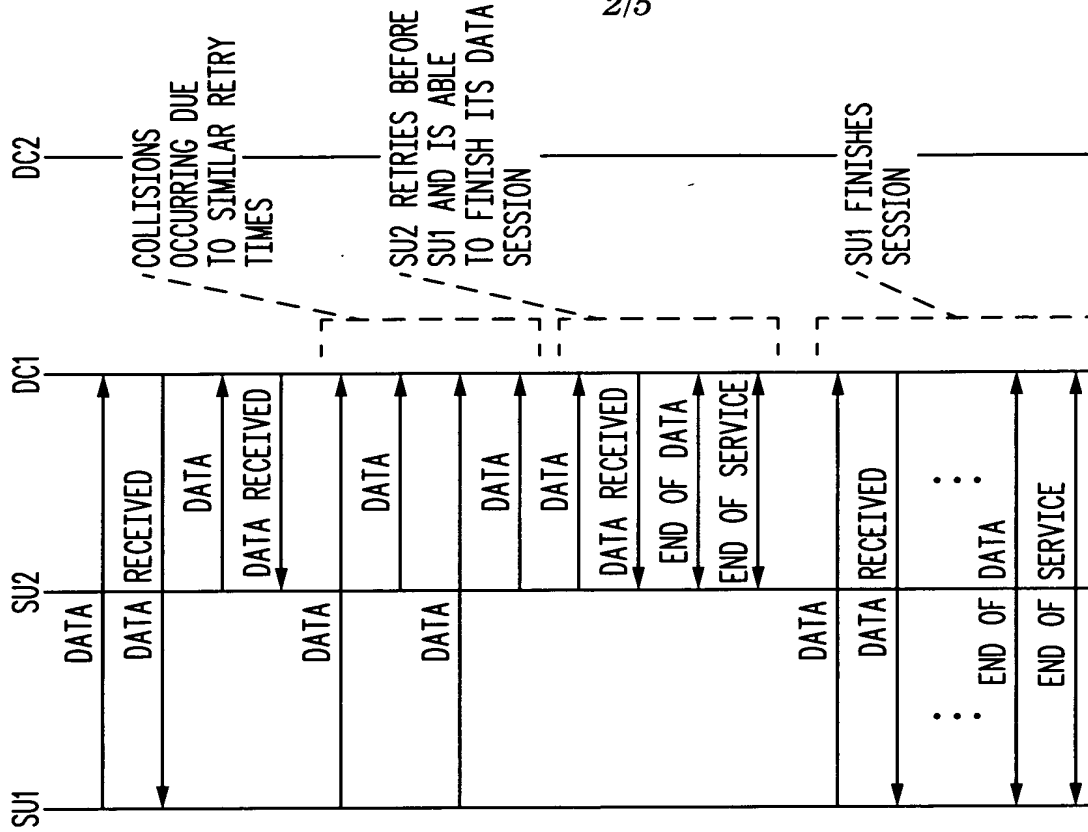 2/5
SU1 SU2 DC1 DC2
DATA
DATA RECEIVED
DATA
DATA RECEIVED
DATA
DATA
DATA
DATA
DATA
DATA RECEIVED
END OF DATA
END OF SERVICE
DATA
DATA RECEIVED
... ...
END OF DATA
END OF SERVICE
COLLISIONS
OCCURRING DUE
TO SIMILAR RETRY
TIMES
SU2 RETRIES BEFORE
SU1 AND IS ABLE
TO FINISH ITS DATA
SESSION
SU1 FINISHES
SESSION